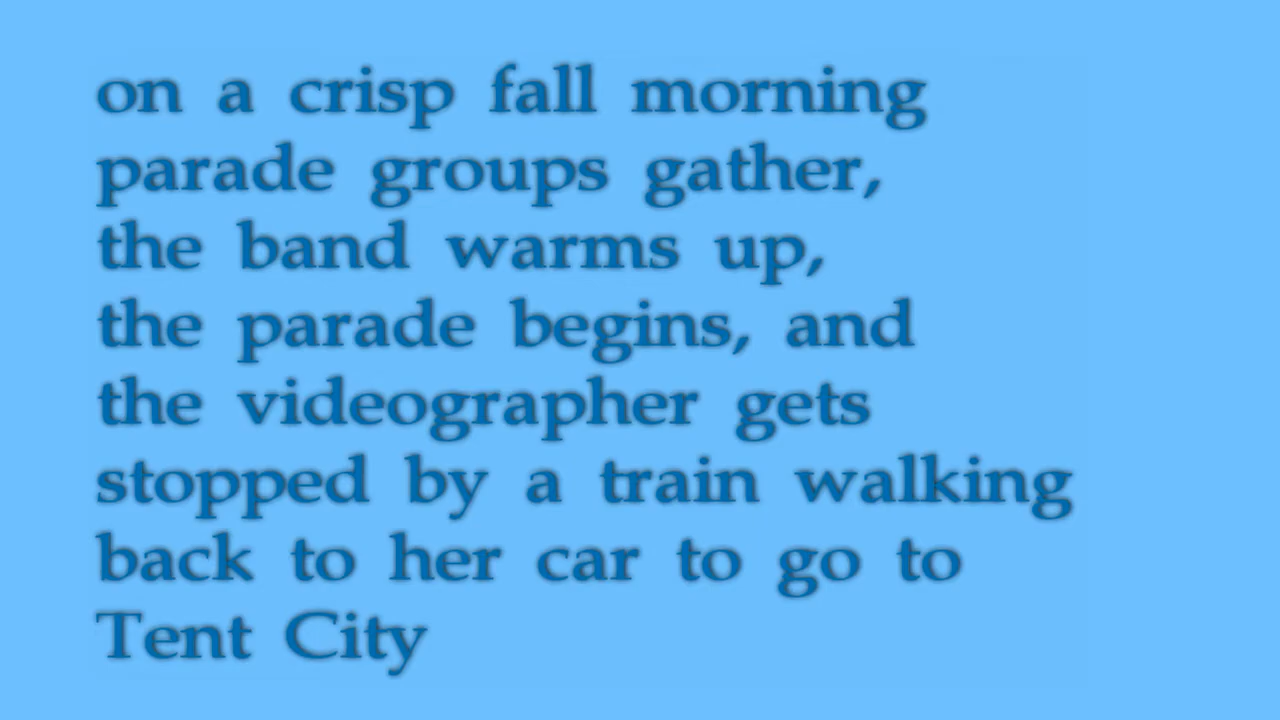 on a crisp fall morning
parade groups gather,
the band warms up,
the parade begins, and
the videographer gets
stopped by a train walking
back to her car to go to
Tent City